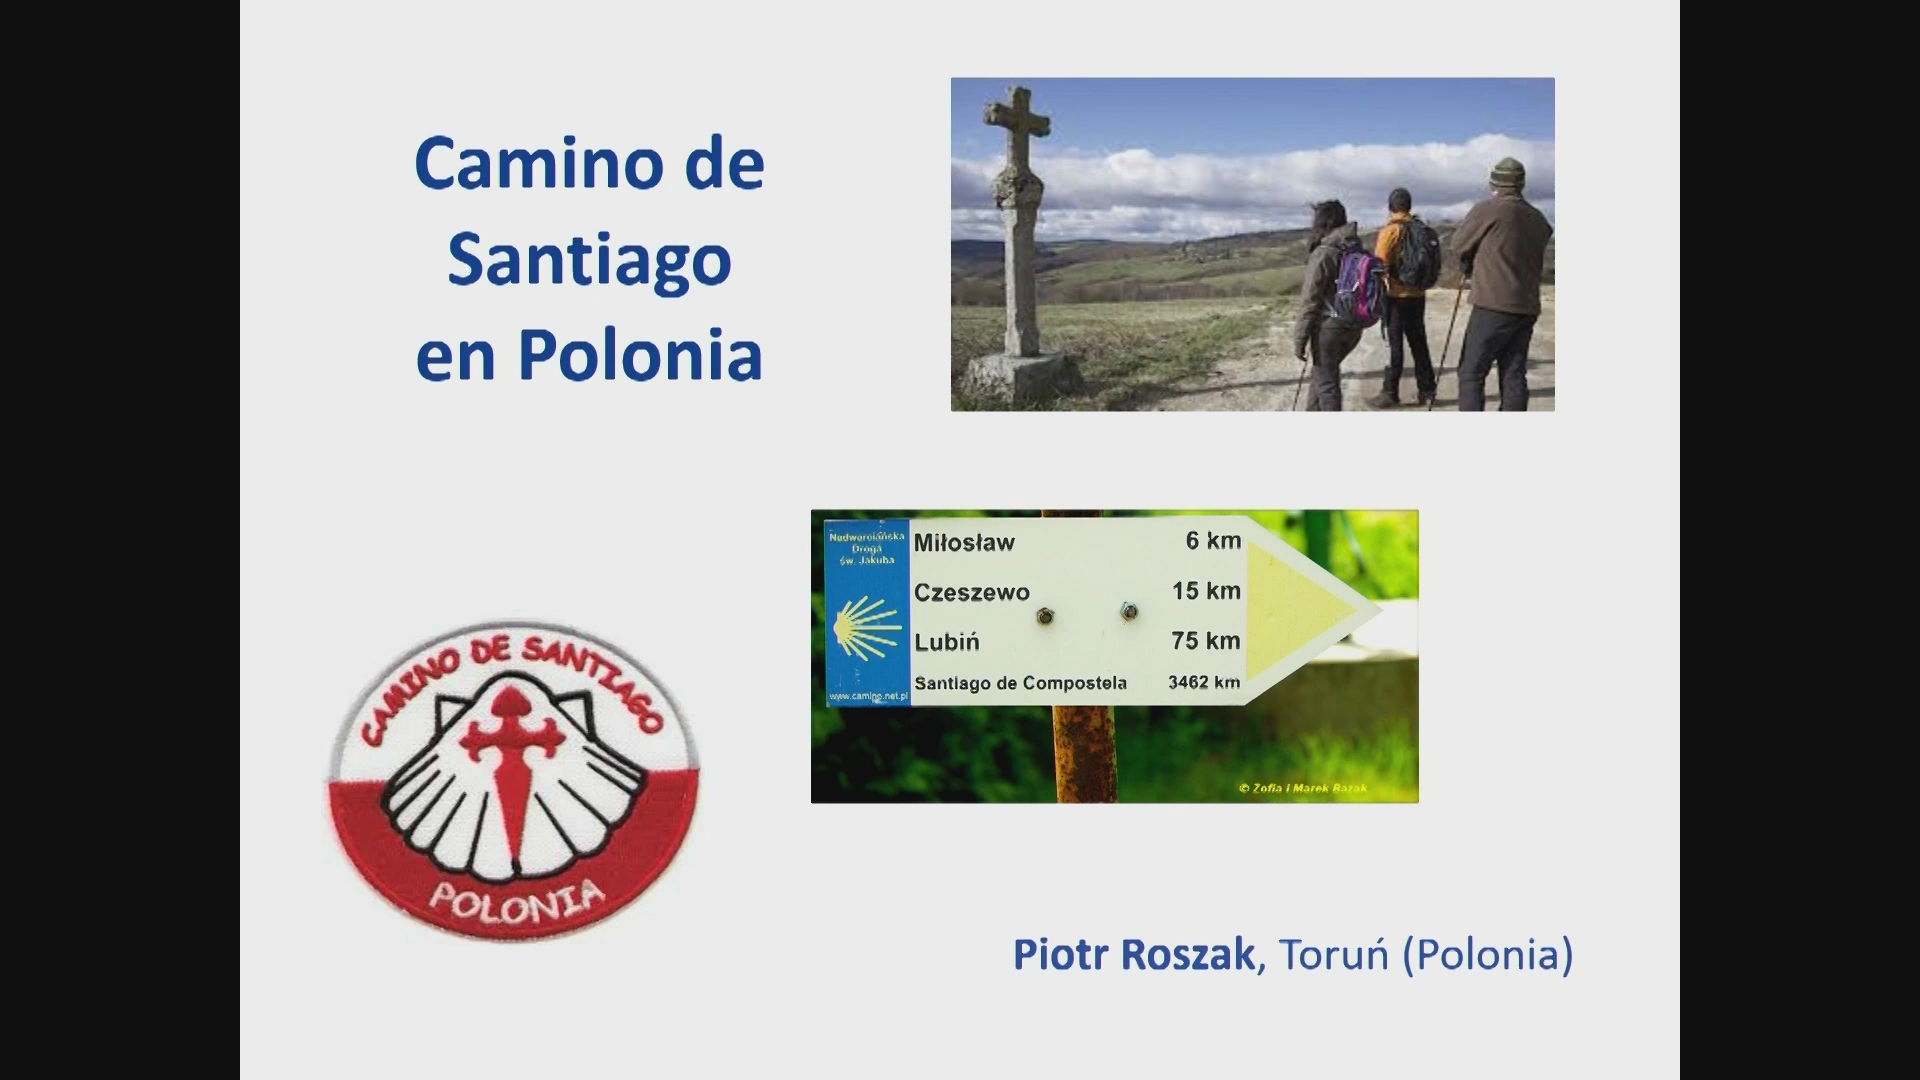 Camino de
Santiago
en Polonia
Nadwarciańska
Droga
św. Jakuba
Miłosław 6 km
Czeszewo 15 km
Lubiń 75 km
Santiago de Compostela 3462 km
www.camino.net.pl
© Zofia i Marek Bazak
CAMINO DE SANTIAGO
POLONIA
Piotr Roszak, Toruń (Polonia)